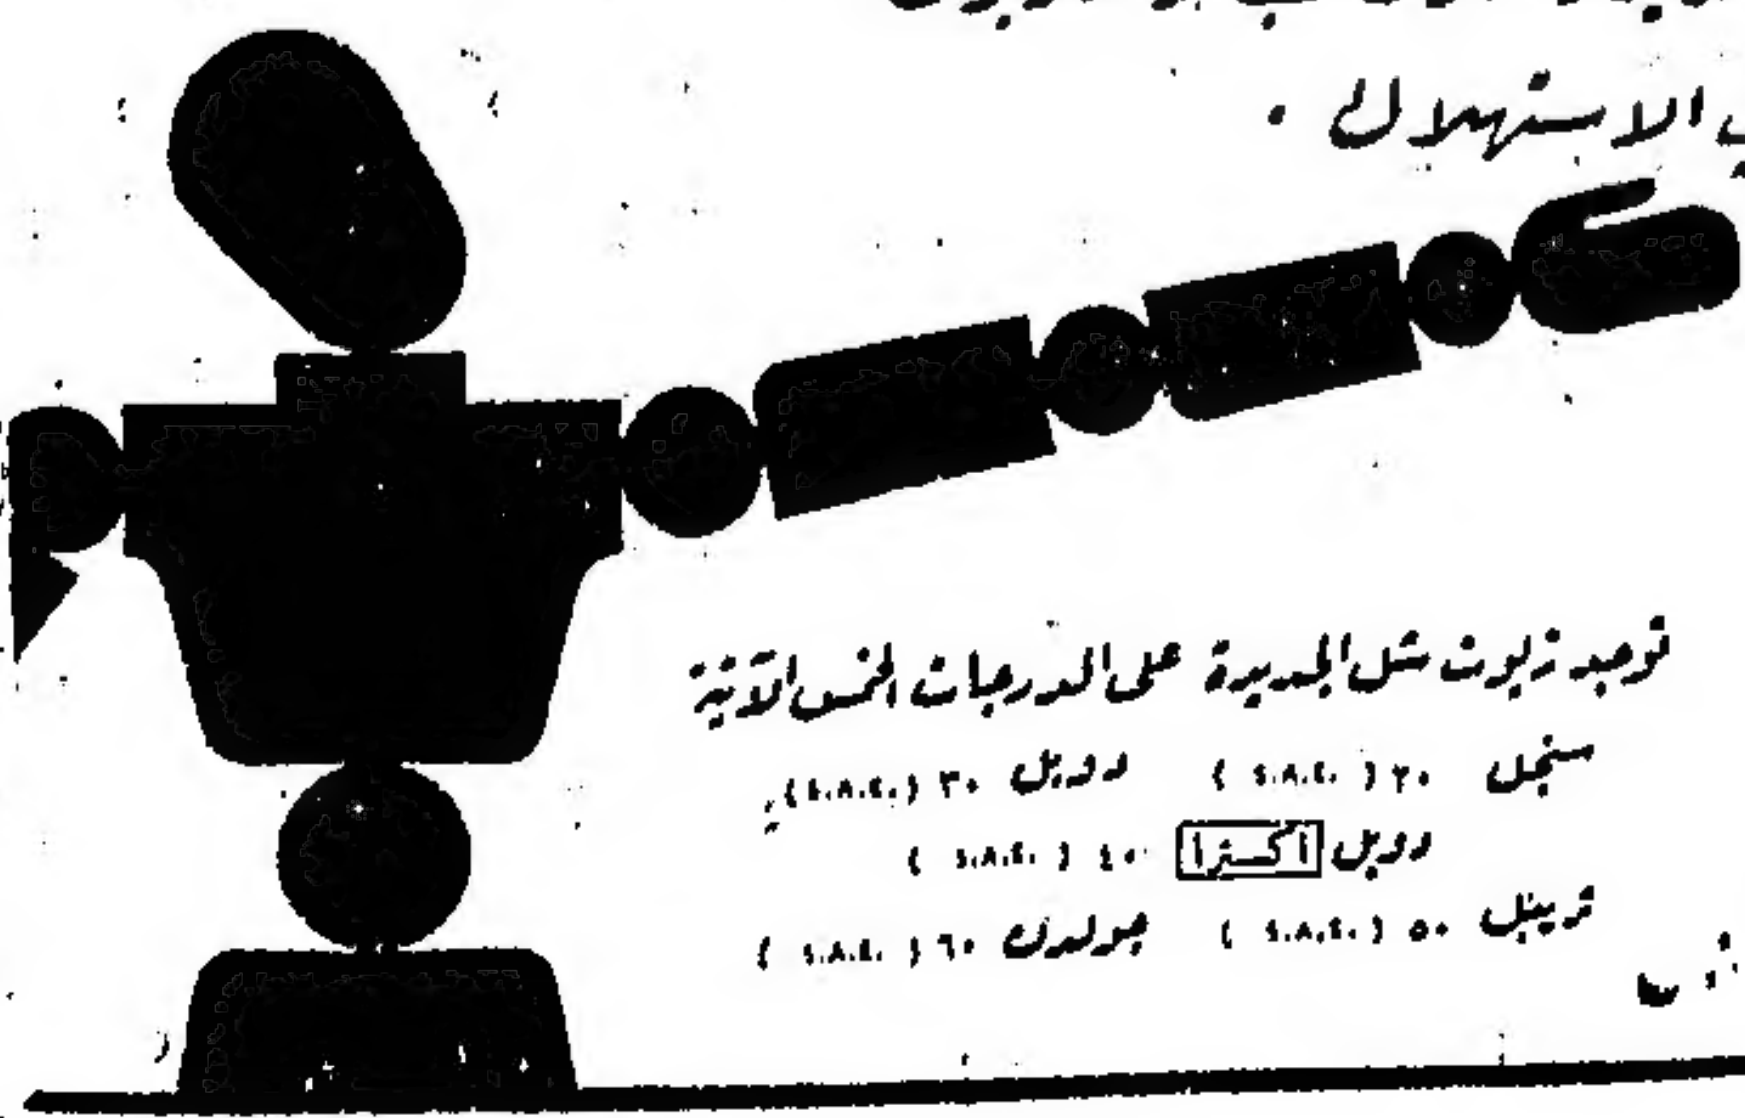 الاستهلاك .
توجد زيوت شل الجديدة على الدرجات الخمس الآتية
سنجل ٢٠ ( S.A.E. ) دوبل ٣٠ (S.A.E.)
دوبل اكسترا ٤٠ ( S.A.E. )
تريبل ٥٠ ( S.A.E. ) جولدن ٦٠ ( S.A.E. )